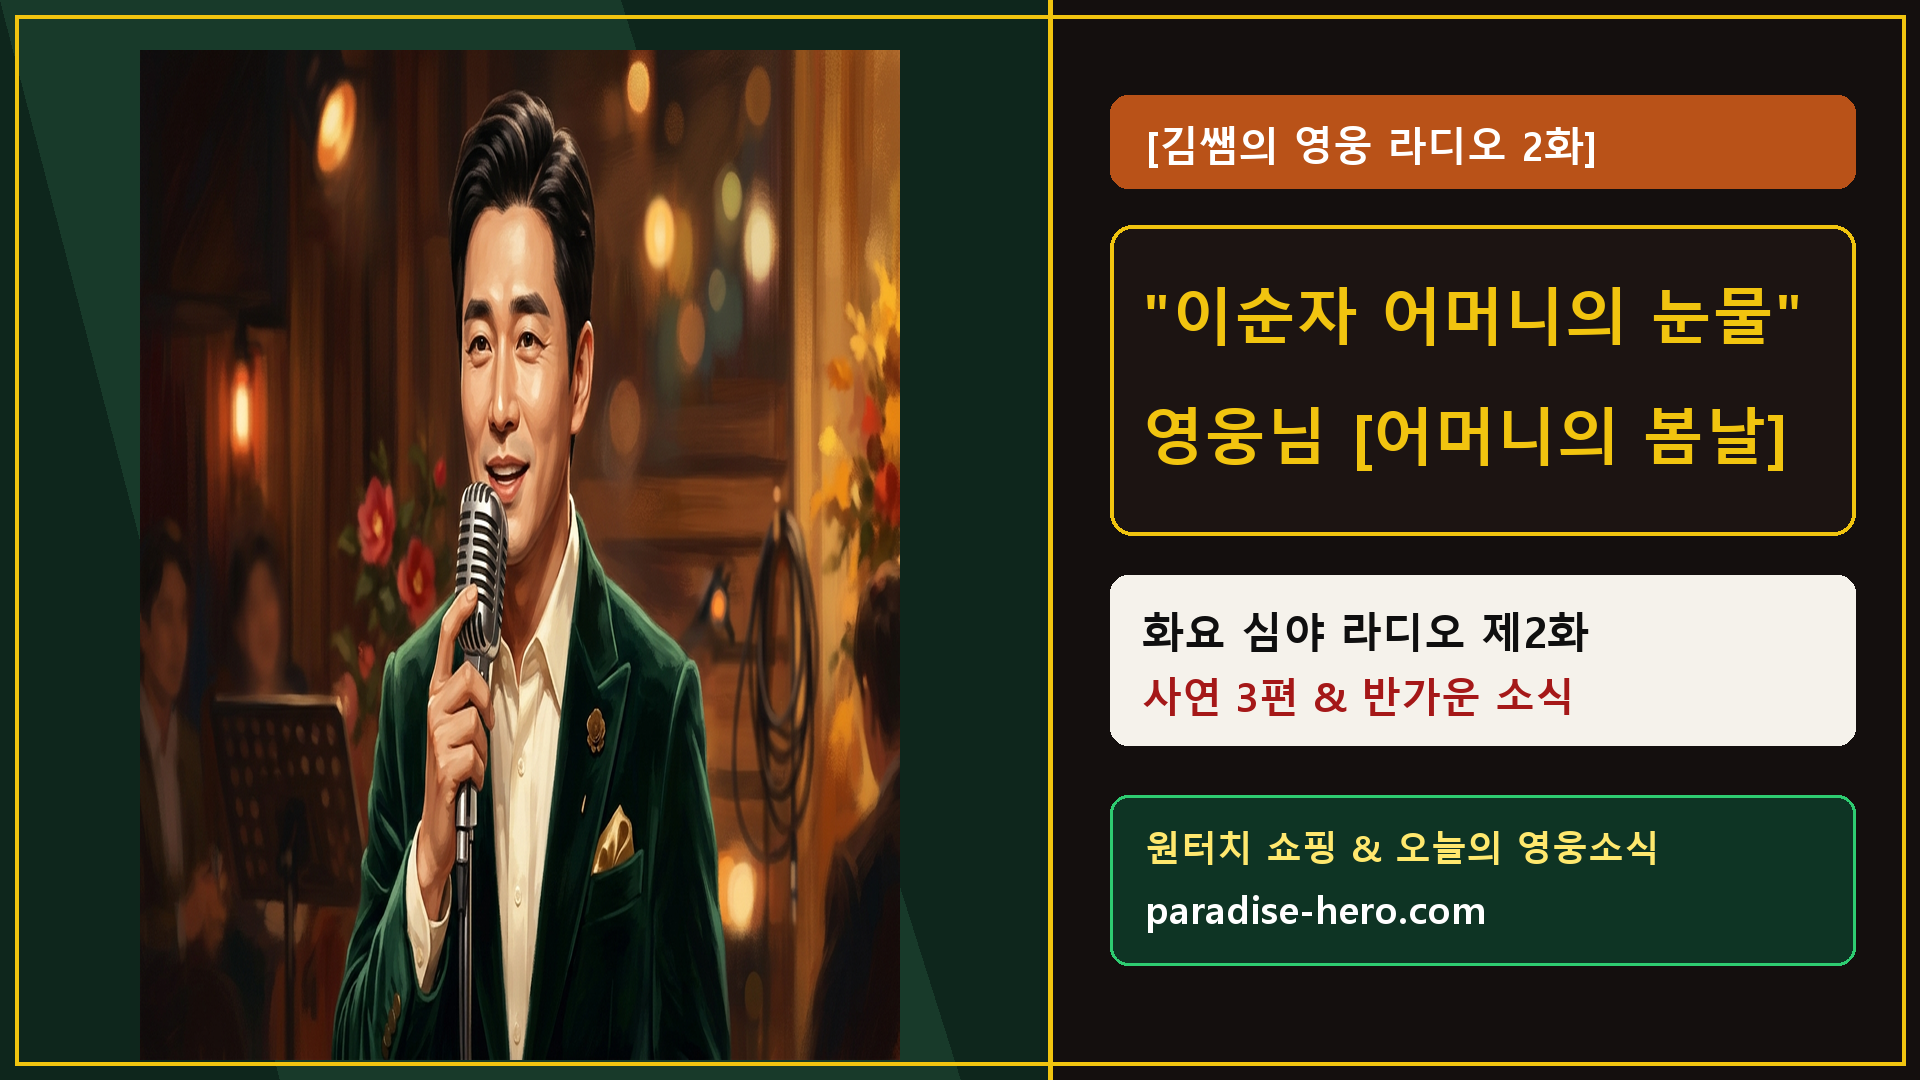 [김쌤의 영웅 라디오 2화]
"이순자 어머니의 눈물"
영웅님 [어머니의 봄날]
화요 심야 라디오 제2화
사연 3편 & 반가운 소식
원터치 쇼핑 & 오늘의 영웅소식
paradise-hero.com